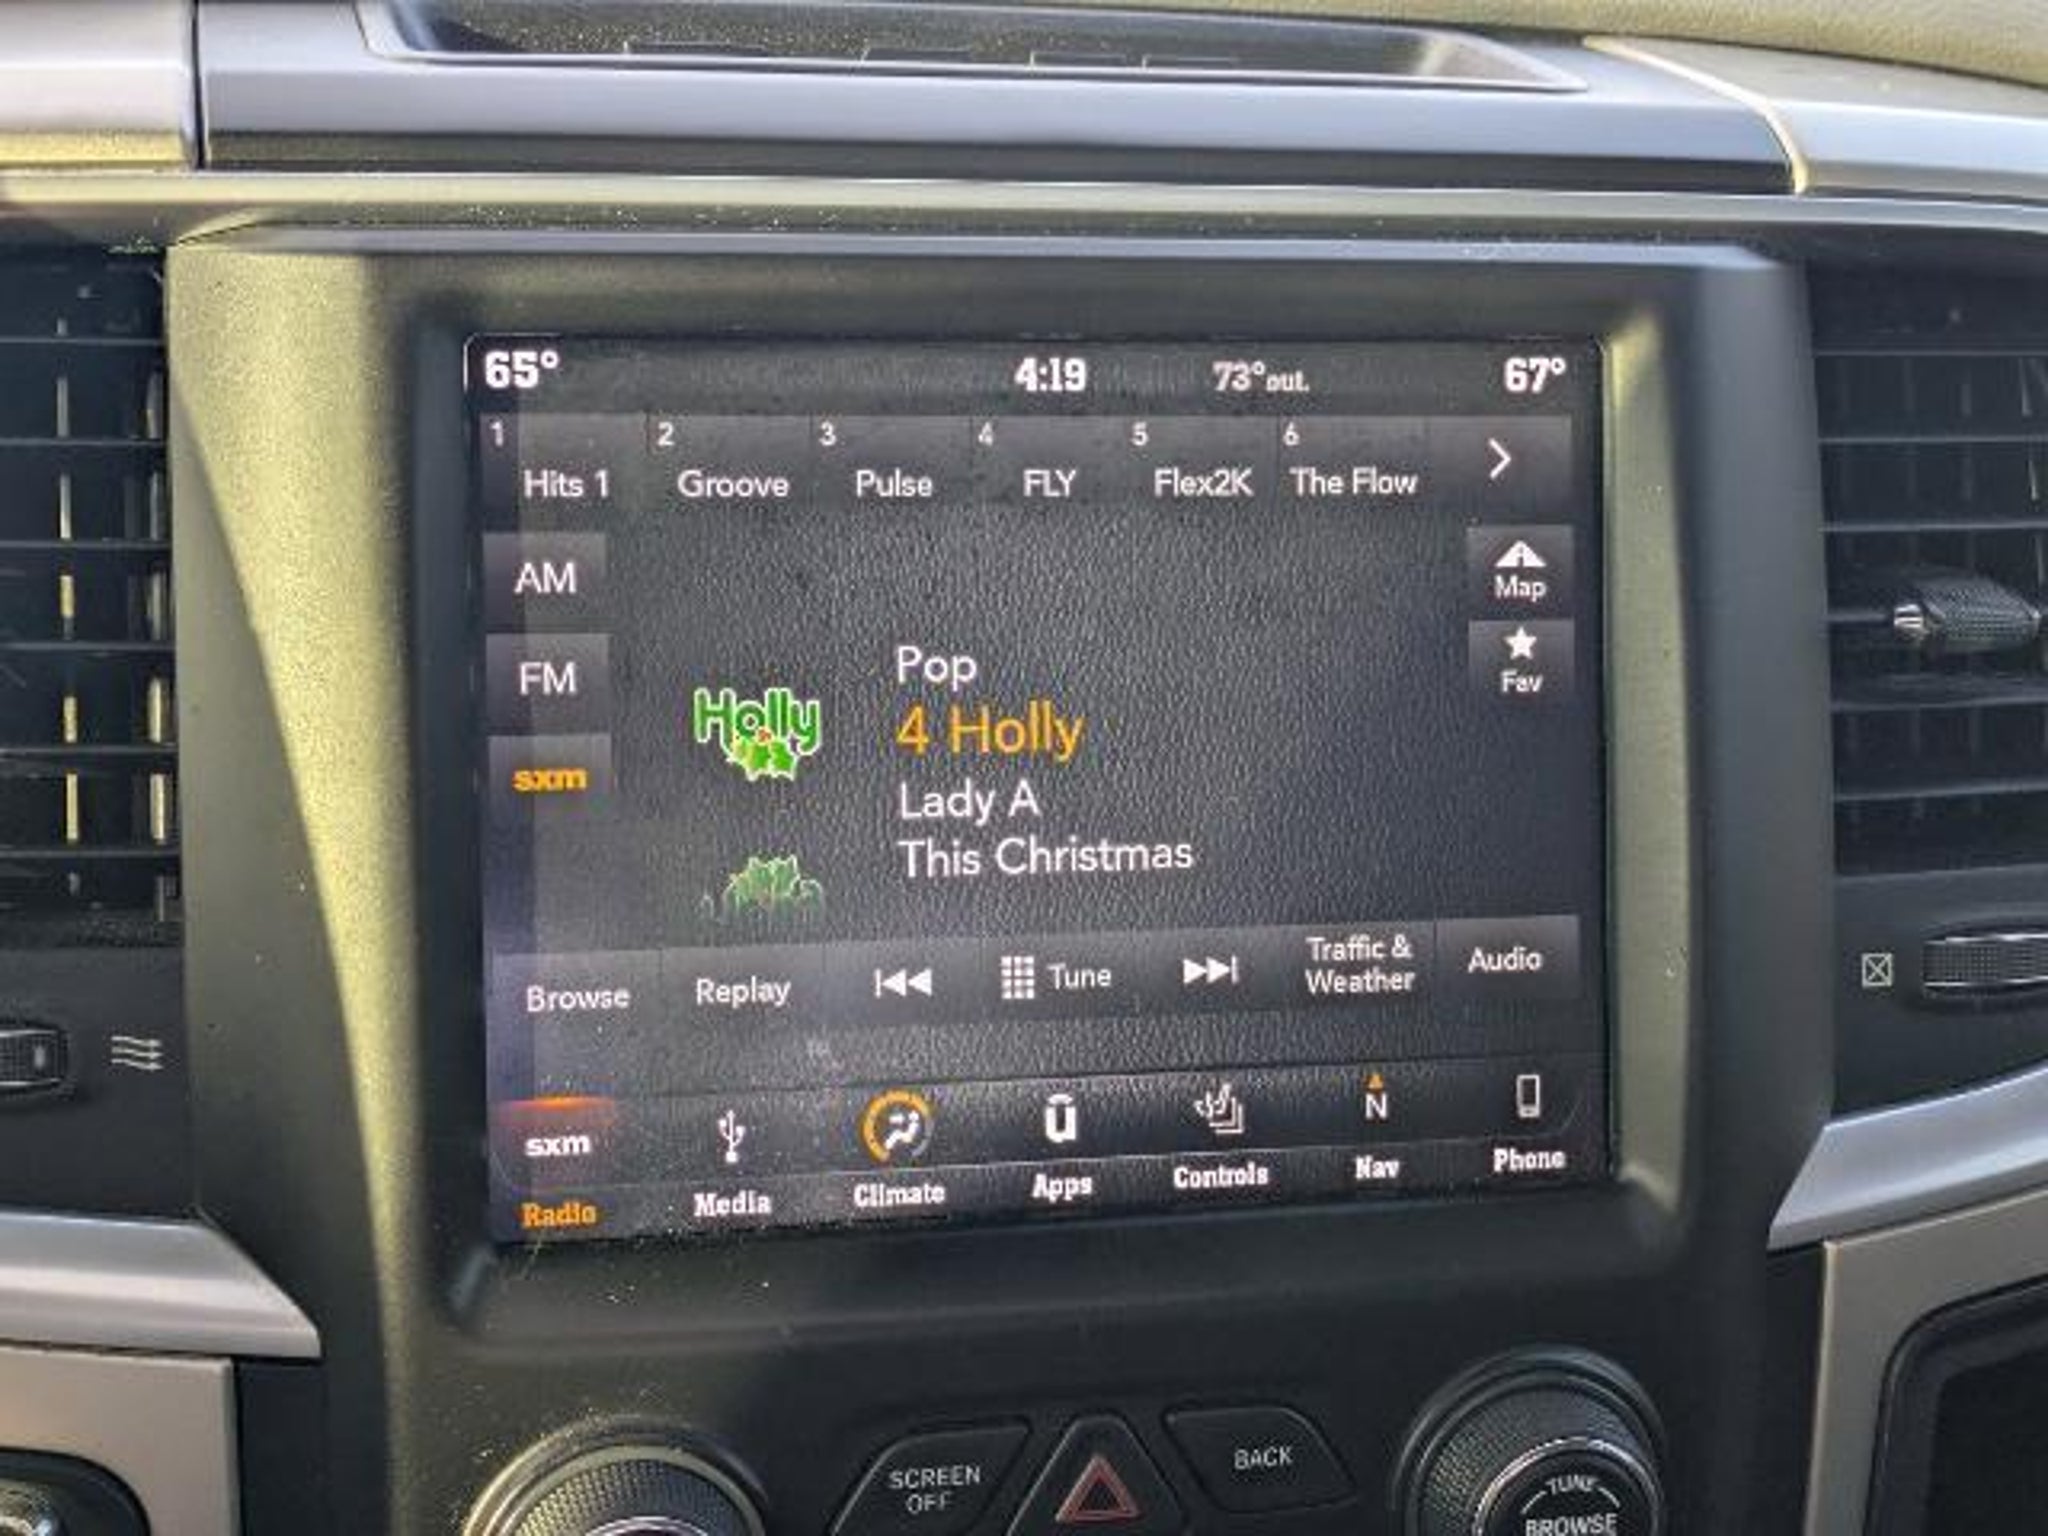 65° 4:19 73°out. 67°
1 2 3 4 5 6
Hits 1 Groove Pulse FLY Flex2K The Flow
AM
Map
FM
Fav
sxm
Holly
Pop
4 Holly
Lady A
This Christmas
Browse Replay Tune Traffic & Weather Audio
sxm
N
Radio Media Climate Apps Controls Nav Phone
SCREEN
OFF
BACK
TUNE
BROWSE